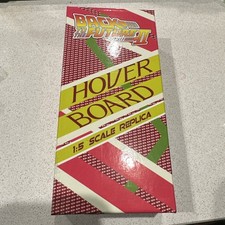 BACK
TO THE FUTURE II
HOVER
BOARD
1:5 SCALE REPLICA